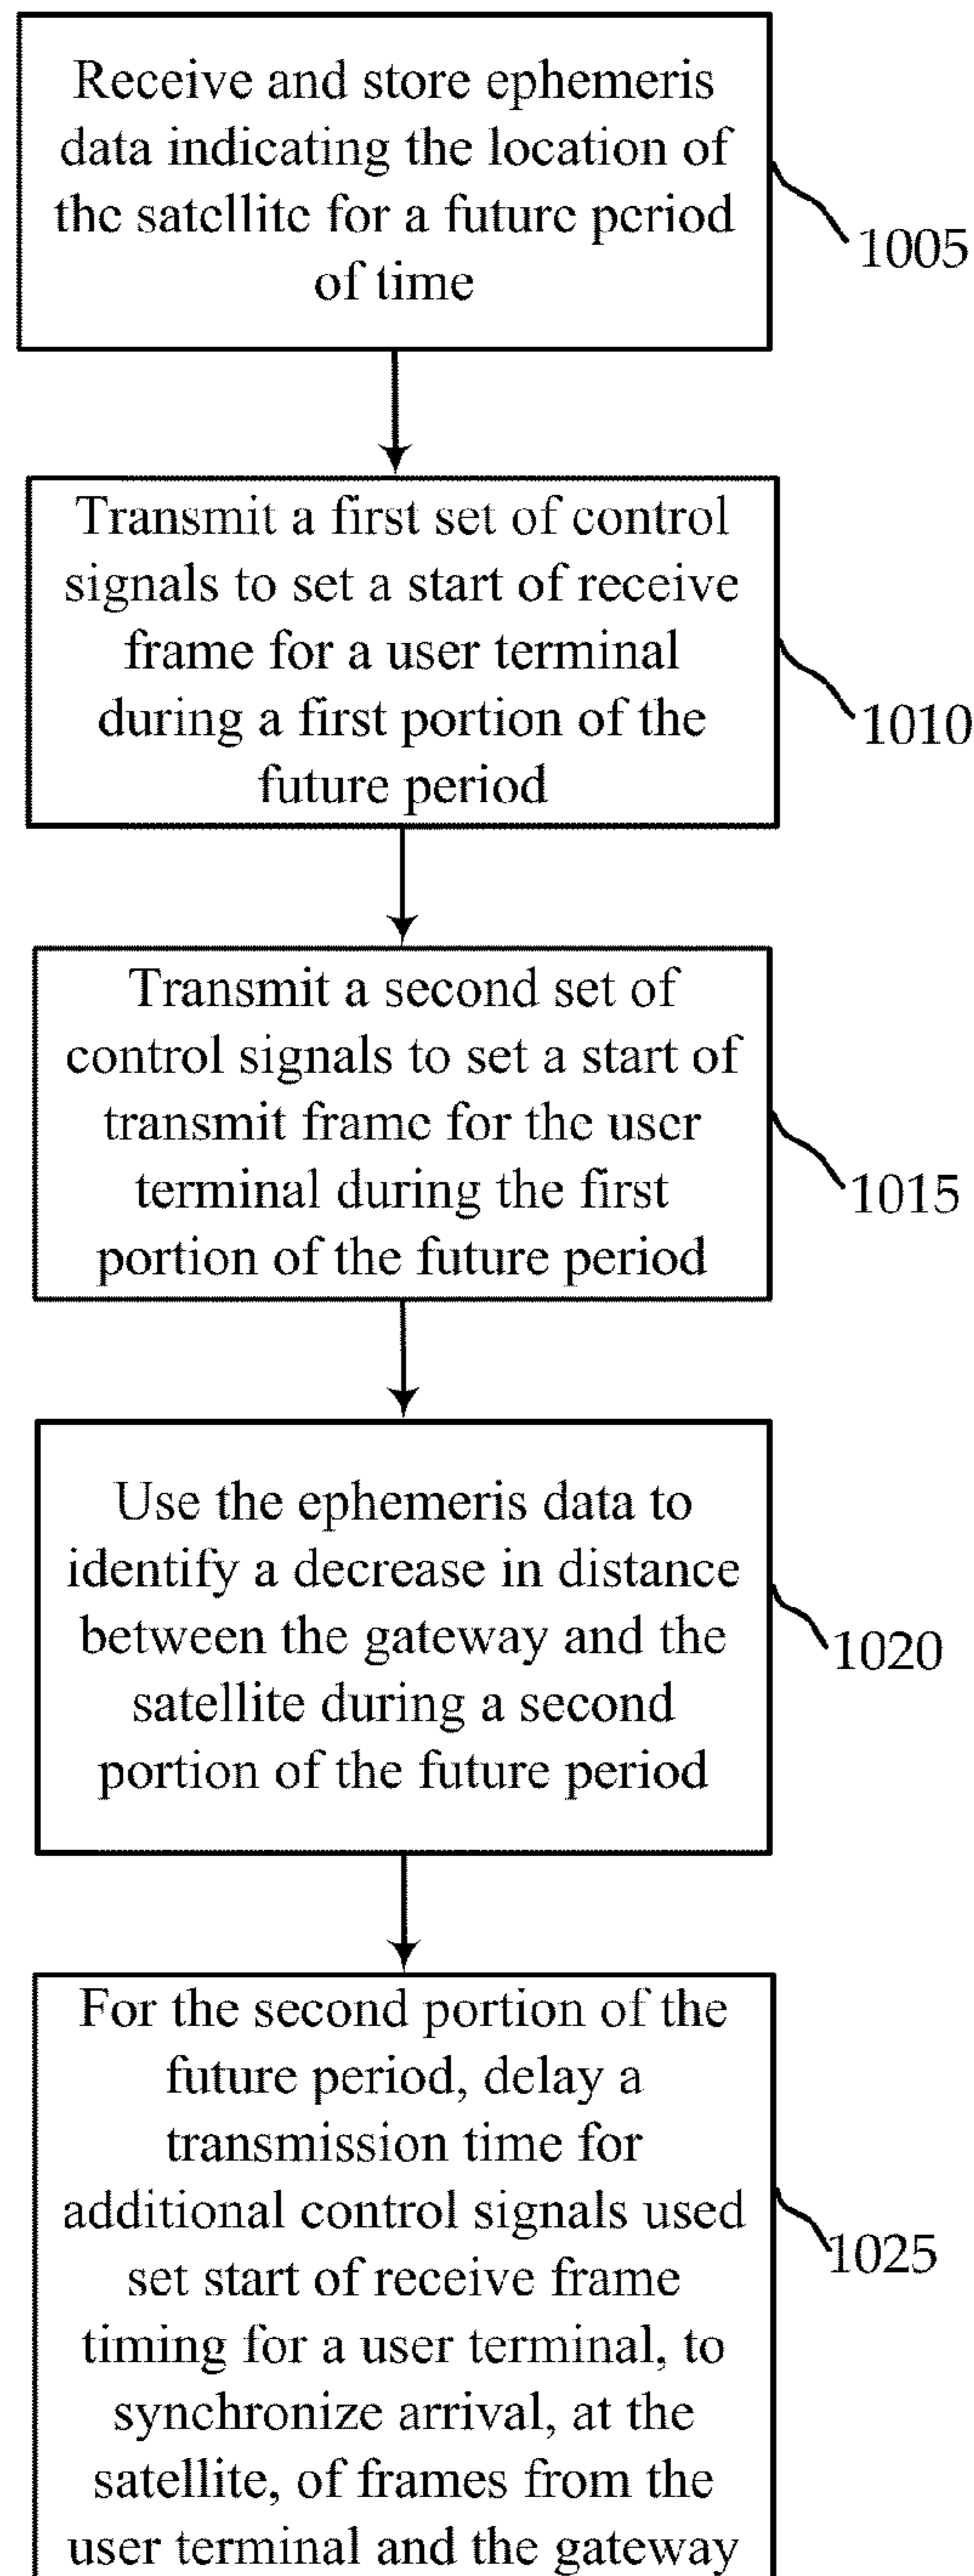 Receive and store ephemeris
data indicating the location of
the satellite for a future period
of time
1005
Transmit a first set of control
signals to set a start of receive
frame for a user terminal
during a first portion of the
future period
1010
Transmit a second set of
control signals to set a start of
transmit frame for the user
terminal during the first
portion of the future period
1015
Use the ephemeris data to
identify a decrease in distance
between the gateway and the
satellite during a second
portion of the future period
1020
For the second portion of the
future period, delay a
transmission time for
additional control signals used
set start of receive frame
timing for a user terminal, to
synchronize arrival, at the
satellite, of frames from the
user terminal and the gateway
1025